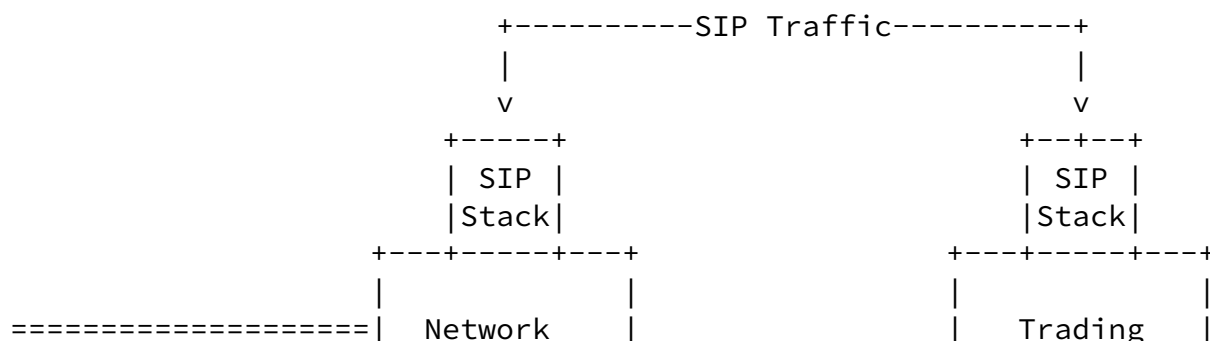 SIP Traffic
SIP SIP
Stack Stack
Network Trading